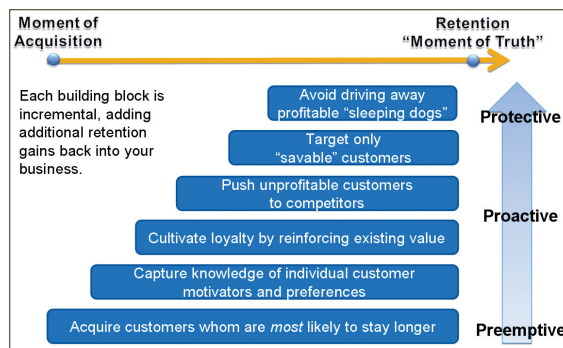 Moment of
Acquisition
Retention
“Moment of Truth”
Each building block is
incremental, adding
additional retention
gains back into your
business.
Avoid driving away
profitable “sleeping dogs”
Protective
Target only
“savable” customers
Push unprofitable customers
to competitors
Proactive
Cultivate loyalty by reinforcing existing value
Capture knowledge of individual customer
motivators and preferences
Acquire customers whom are most likely to stay longer
Preemptive